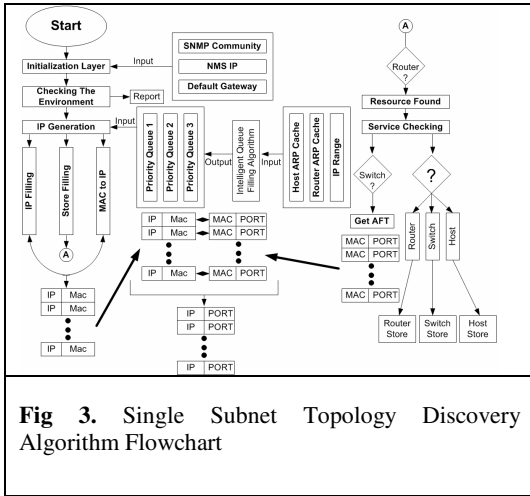 Start
Initialization Layer
Input
SNMP Community
NMS IP
Default Gateway
Checking The
Environment
Report
IP Generation
Input
Priority Queue 1
Priority Queue 2
Priority Queue 3
Output
Intelligent Queue
Filling Algorithm
Input
Host ARP Cache
Router ARP Cache
IP Range
IP Filling
Store Filling
MAC to IP
A
IP Mac
IP Mac
IP Mac
IP Mac MAC PORT
IP Mac MAC PORT
IP Mac MAC PORT
IP PORT
IP PORT
IP PORT
A
Router
?
Resource Found
Service Checking
Switch
?
?
Get AFT
MAC PORT
MAC PORT
MAC PORT
Router
Switch
Host
Router
Store
Switch
Store
Host
Store
Fig 3. Single Subnet Topology Discovery
Algorithm Flowchart